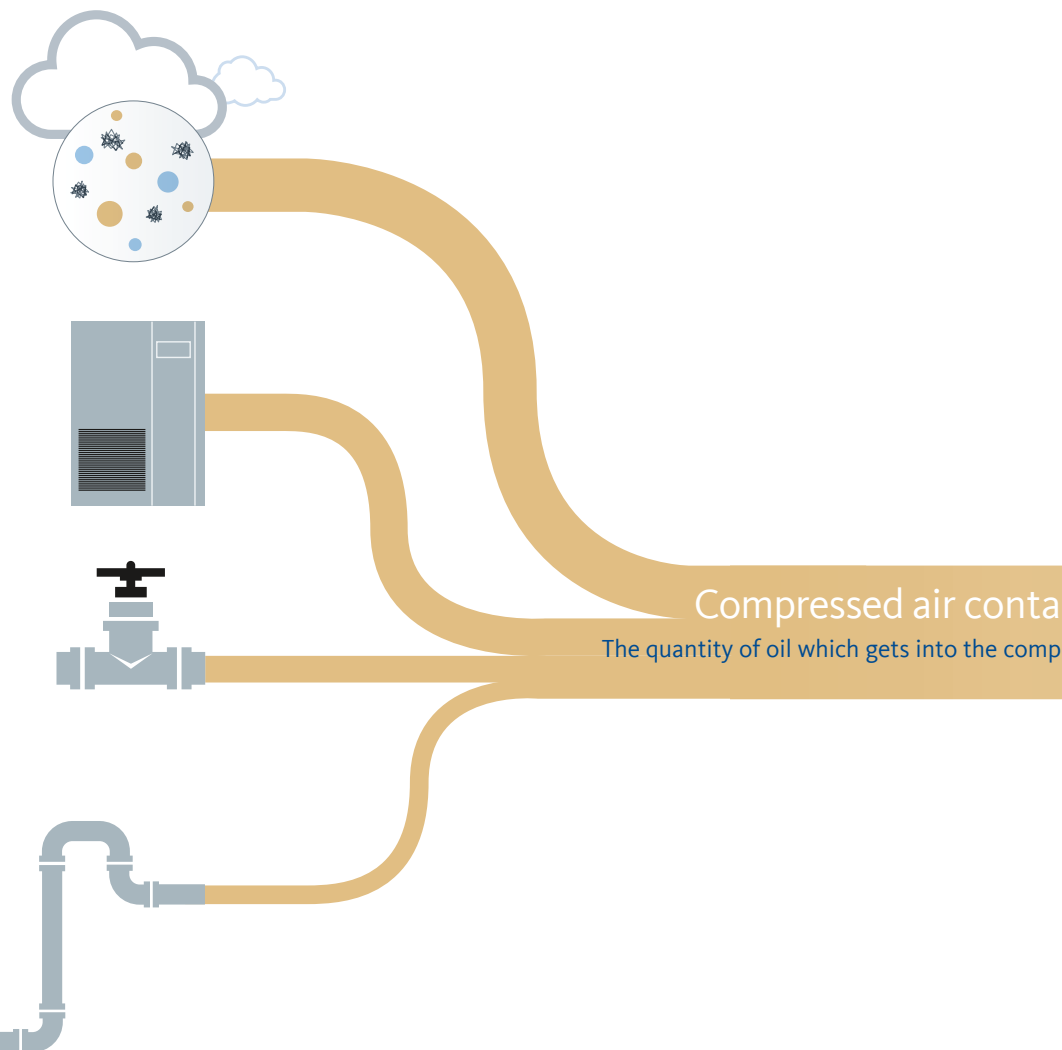 Compressed air conta
The quantity of oil which gets into the comp